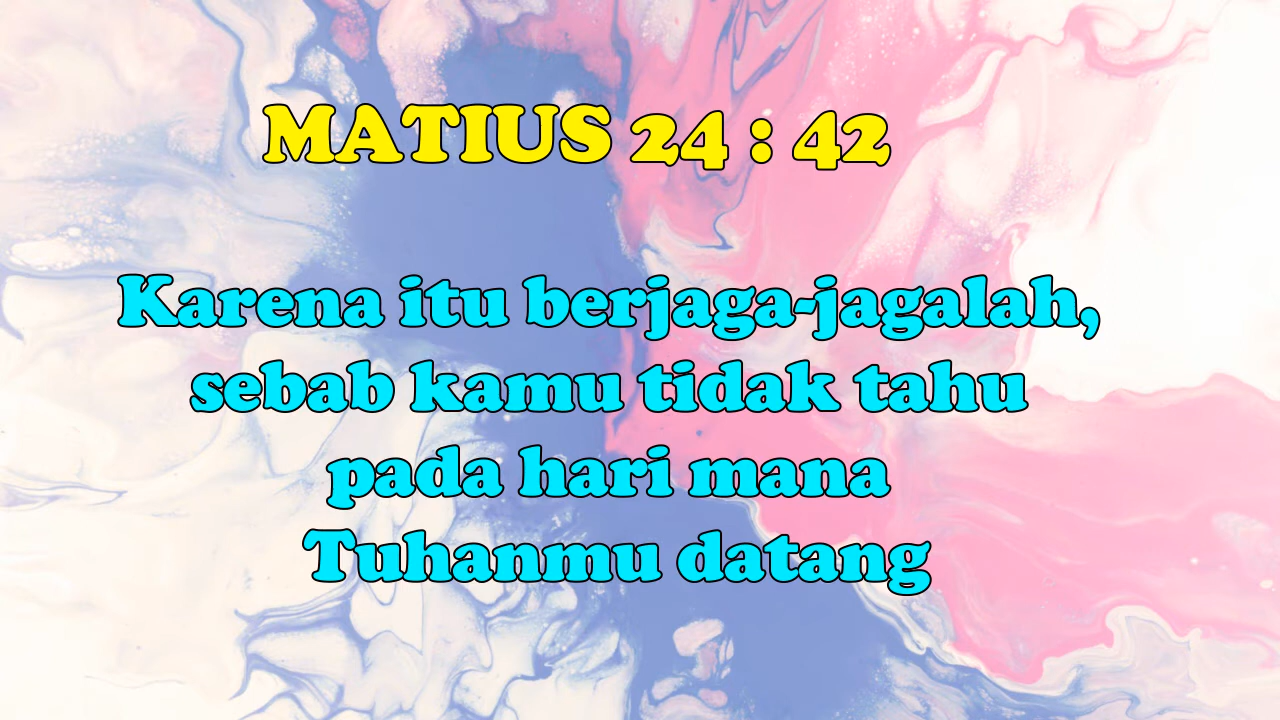 MATIUS 24 : 42
Karena itu berjaga-jagalah,
sebab kamu tidak tahu
pada hari mana
Tuhanmu datang